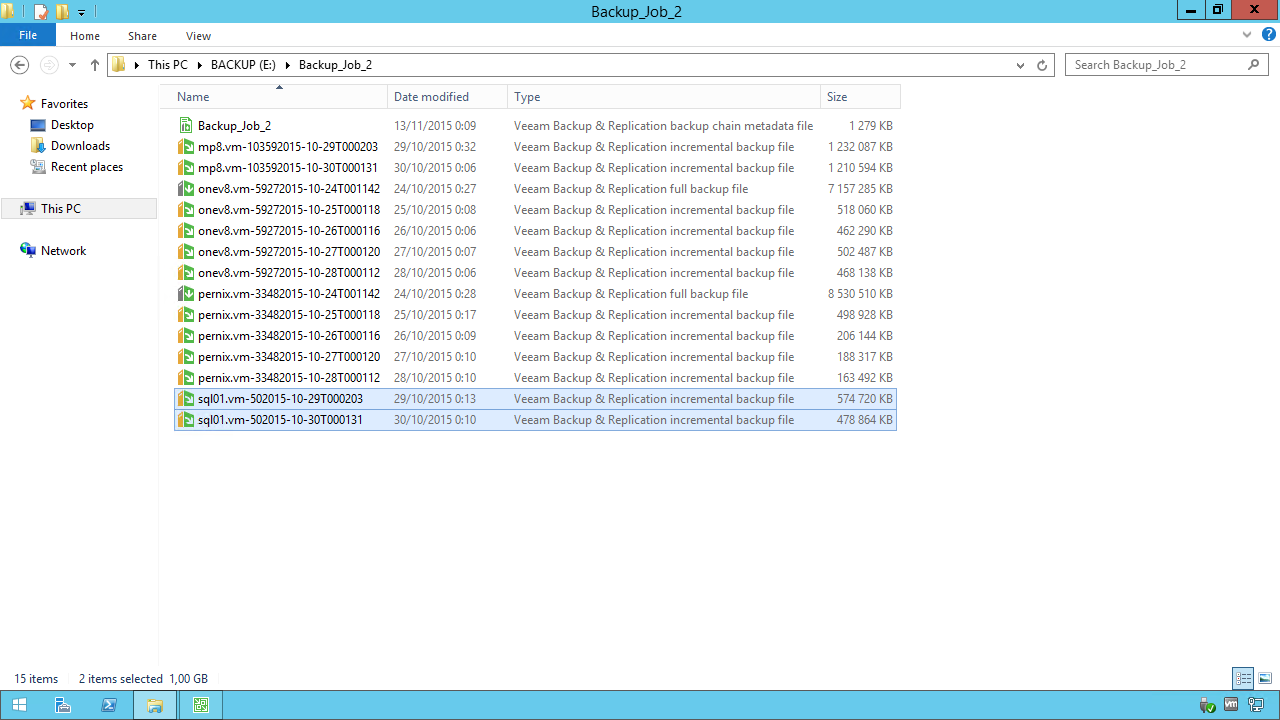 Backup_Job_2
File Home Share View
This PC BACKUP (E:) Backup_Job_2 Search Backup_Job_2
Favorites
Desktop
Downloads
Recent places
This PC
Network
Name Date modified Type Size
Backup_Job_2 13/11/2015 0:09 Veeam Backup & Replication backup chain metadata file 1 279 KB
mp8.vm-103592015-10-29T000203 29/10/2015 0:32 Veeam Backup & Replication incremental backup file 1 232 087 KB
mp8.vm-103592015-10-30T000131 30/10/2015 0:06 Veeam Backup & Replication incremental backup file 1 210 594 KB
onev8.vm-59272015-10-24T001142 24/10/2015 0:27 Veeam Backup & Replication full backup file 7 157 285 KB
onev8.vm-59272015-10-25T000118 25/10/2015 0:08 Veeam Backup & Replication incremental backup file 518 060 KB
onev8.vm-59272015-10-26T000116 26/10/2015 0:06 Veeam Backup & Replication incremental backup file 462 290 KB
onev8.vm-59272015-10-27T000120 27/10/2015 0:07 Veeam Backup & Replication incremental backup file 502 487 KB
onev8.vm-59272015-10-28T000112 28/10/2015 0:06 Veeam Backup & Replication incremental backup file 468 138 KB
pernix.vm-33482015-10-24T001142 24/10/2015 0:28 Veeam Backup & Replication full backup file 8 530 510 KB
pernix.vm-33482015-10-25T000118 25/10/2015 0:17 Veeam Backup & Replication incremental backup file 498 928 KB
pernix.vm-33482015-10-26T000116 26/10/2015 0:09 Veeam Backup & Replication incremental backup file 206 144 KB
pernix.vm-33482015-10-27T000120 27/10/2015 0:10 Veeam Backup & Replication incremental backup file 188 317 KB
pernix.vm-33482015-10-28T000112 28/10/2015 0:10 Veeam Backup & Replication incremental backup file 163 492 KB
sql01.vm-502015-10-29T000203 29/10/2015 0:13 Veeam Backup & Replication incremental backup file 574 720 KB
sql01.vm-502015-10-30T000131 30/10/2015 0:10 Veeam Backup & Replication incremental backup file 478 864 KB
15 items 2 items selected 1,00 GB
vm